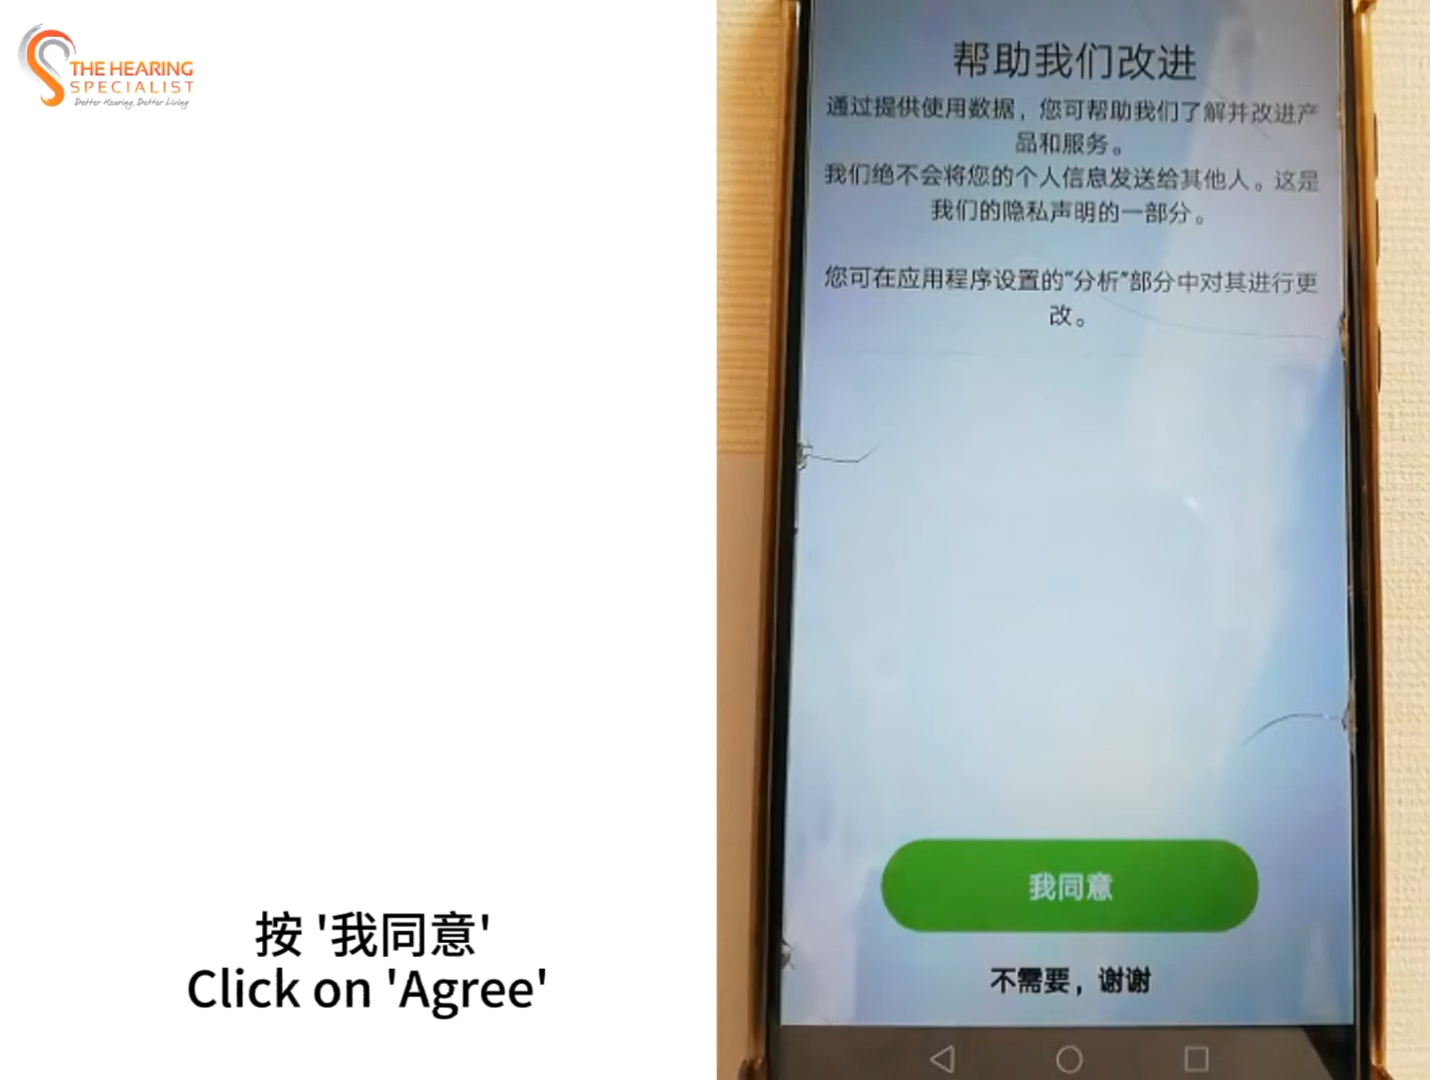 THE HEARING
SPECIALIST
Better Hearing, Better Living
按 '我同意'
Click on 'Agree'
帮助我们改进
通过提供使用数据，您可帮助我们了解并改进产
品和服务。
我们绝不会将您的个人信息发送给其他人。这是
我们的隐私声明的一部分。
您可在应用程序设置的“分析”部分中对其进行更
改。
我同意
不需要，谢谢